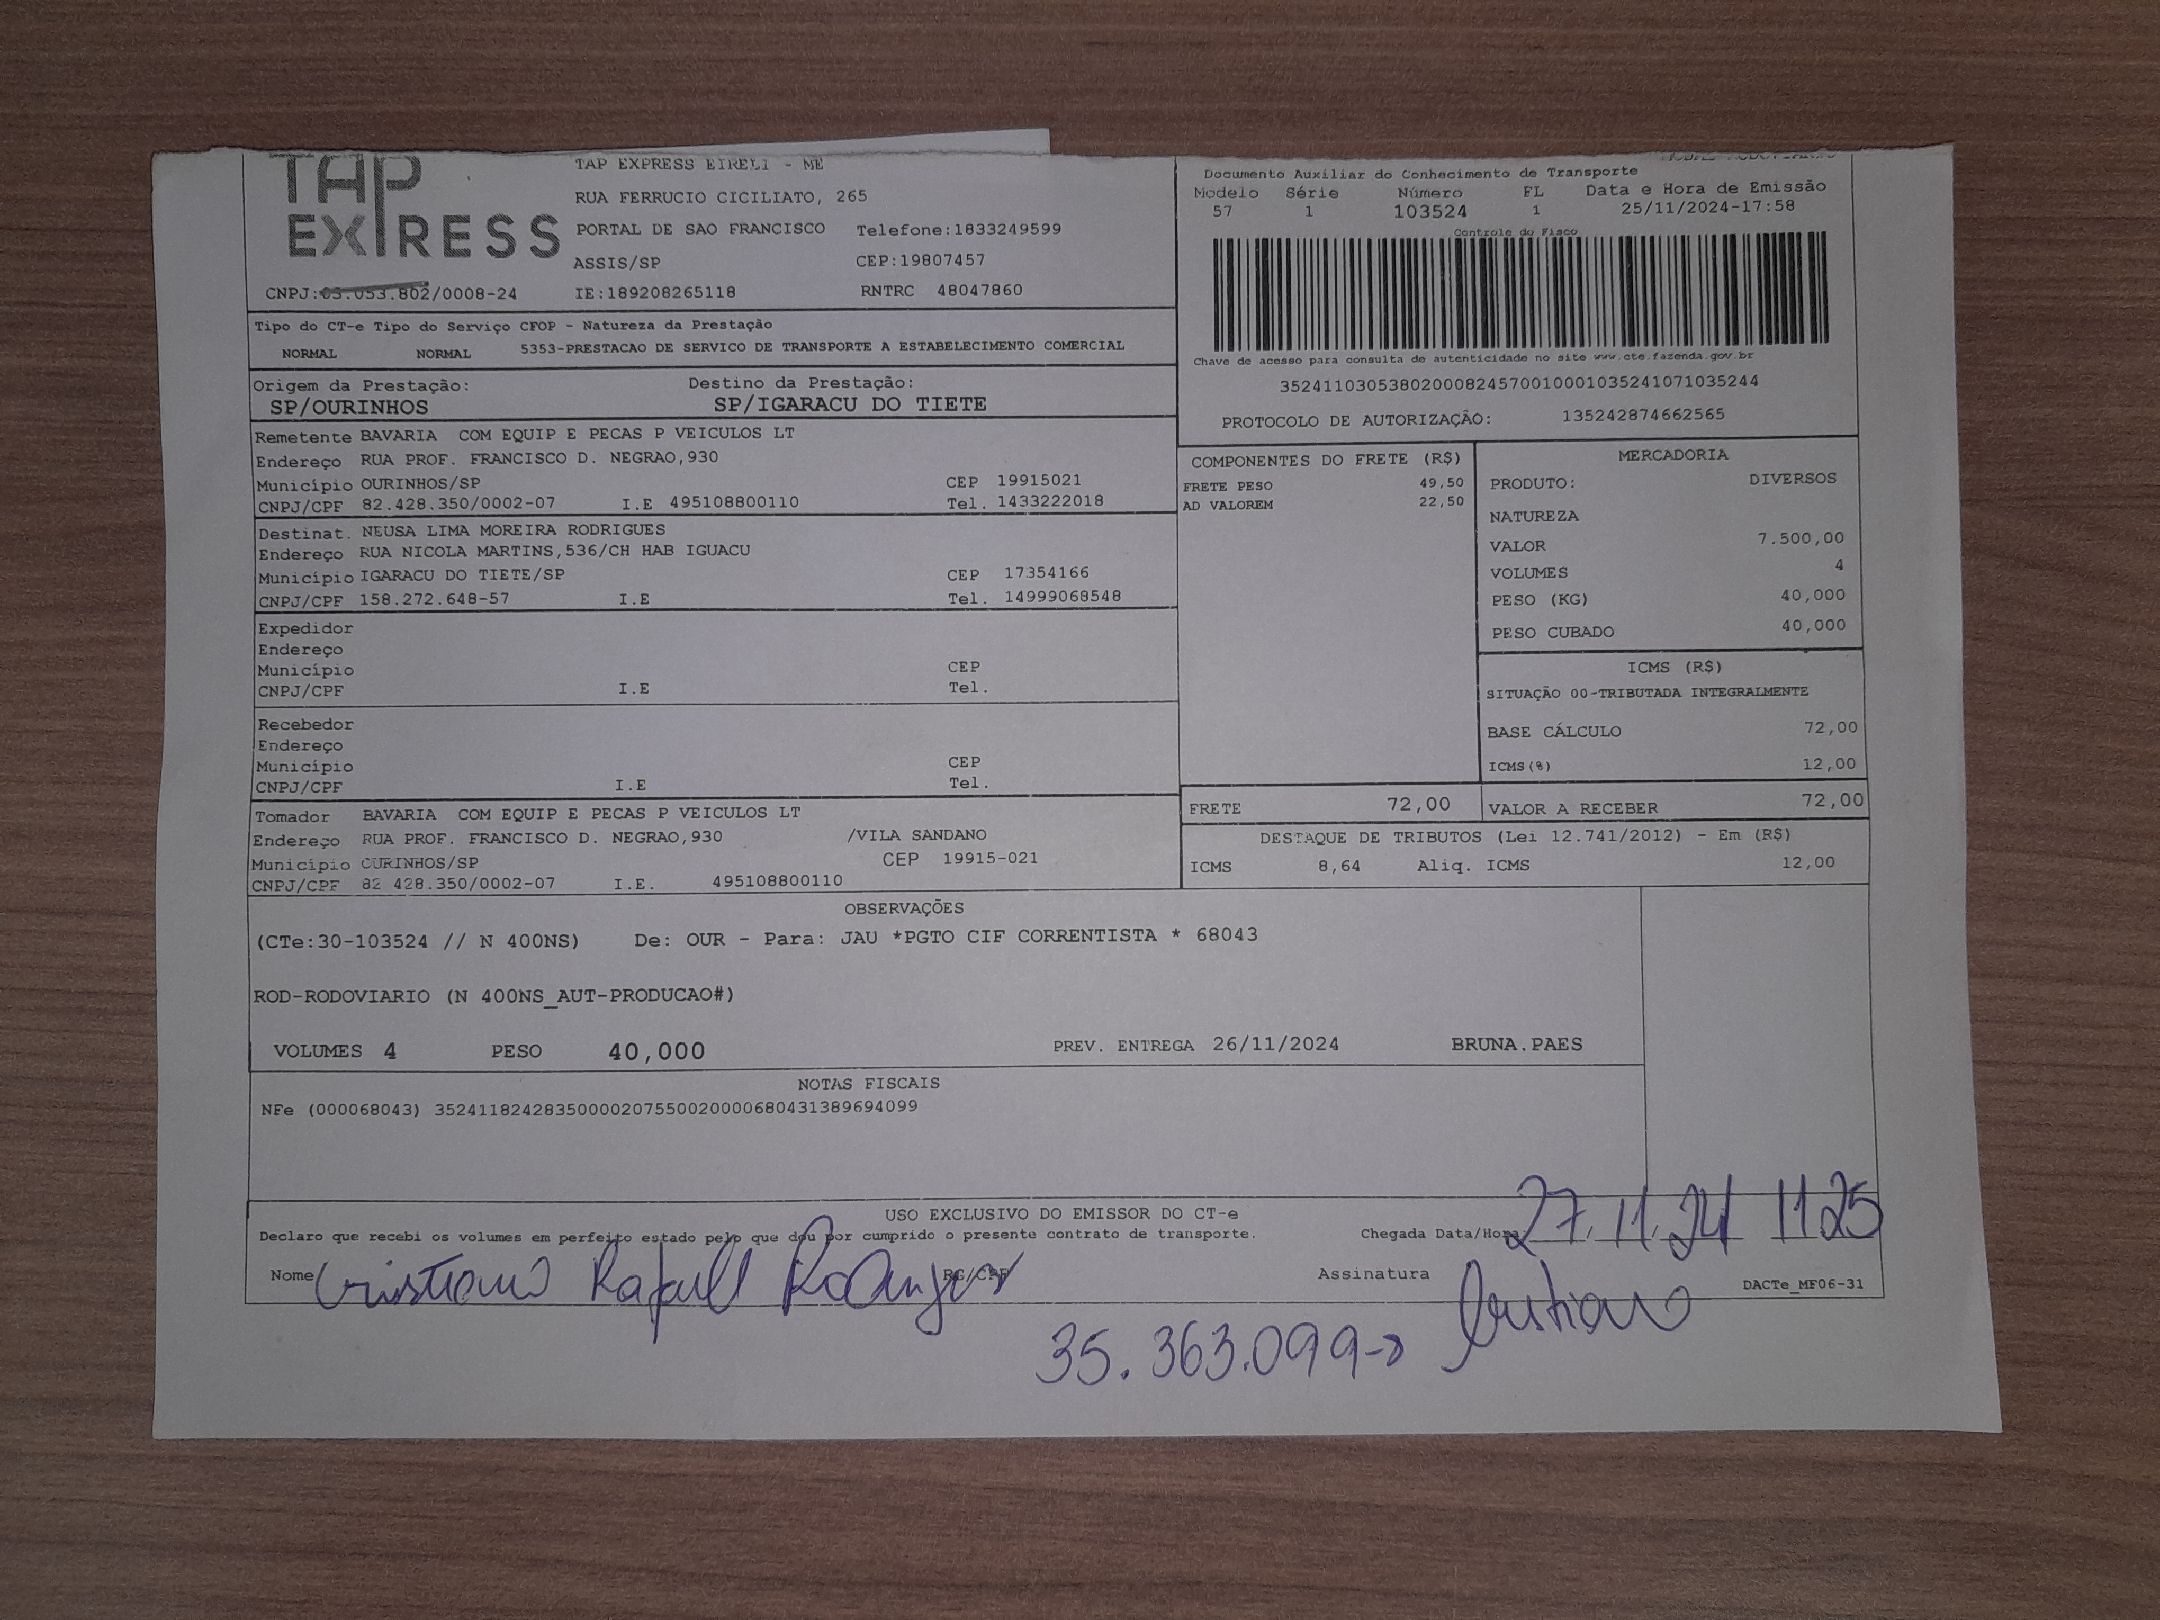 TAP
EXPRESS
TAP EXPRESS EIRELI - ME
RUA FERRUCIO CICILIATO, 265
PORTAL DE SAO FRANCISCO Telefone:1833249599
ASSIS/SP CEP:19807457
CNPJ:03.053.802/0008-24 IE:189208265118 RNTRC 48047860
Documento Auxiliar do Conhecimento de Transporte
Modelo Série Número FL Data e Hora de Emissão
57 1 103524 1 25/11/2024-17:58
Controle do Fisco
Chave de acesso para consulta de autenticidade no site www.cte.fazenda.gov.br
35241103053802000824570010001035241071035244
PROTOCOLO DE AUTORIZAÇÃO: 135242874662565
Tipo do CT-e Tipo do Serviço CFOP - Natureza da Prestação
NORMAL NORMAL 5353-PRESTACAO DE SERVICO DE TRANSPORTE A ESTABELECIMENTO COMERCIAL
Origem da Prestação: Destino da Prestação:
SP/OURINHOS SP/IGARACU DO TIETE
Remetente BAVARIA COM EQUIP E PECAS P VEICULOS LT
Endereço RUA PROF. FRANCISCO D. NEGRAO,930
Município OURINHOS/SP CEP 19915021
CNPJ/CPF 82.428.350/0002-07 I.E 495108800110 Tel. 1433222018
Destinat. NEUSA LIMA MOREIRA RODRIGUES
Endereço RUA NICOLA MARTINS,536/CH HAB IGUACU
Município IGARACU DO TIETE/SP CEP 17354166
CNPJ/CPF 158.272.648-57 I.E Tel. 14999068548
Expedidor
Endereço
Município CEP
CNPJ/CPF I.E Tel.
Recebedor
Endereço
Município CEP
CNPJ/CPF I.E Tel.
Tomador BAVARIA COM EQUIP E PECAS P VEICULOS LT
Endereço RUA PROF. FRANCISCO D. NEGRAO,930 /VILA SANDANO
Município OURINHOS/SP CEP 19915-021
CNPJ/CPF 82 428.350/0002-07 I.E. 495108800110
COMPONENTES DO FRETE (R$)
FRETE PESO 49,50
AD VALOREM 22,50
MERCADORIA
PRODUTO: DIVERSOS
NATUREZA
VALOR 7.500,00
VOLUMES 4
PESO (KG) 40,000
PESO CUBADO 40,000
ICMS (R$)
SITUAÇÃO 00-TRIBUTADA INTEGRALMENTE
BASE CÁLCULO 72,00
ICMS(%) 12,00
FRETE 72,00 VALOR A RECEBER 72,00
DESTAQUE DE TRIBUTOS (Lei 12.741/2012) - Em (R$)
ICMS 8,64 Aliq. ICMS 12,00
OBSERVAÇÕES
(CTe:30-103524 // N 400NS) De: OUR - Para: JAU *PGTO CIF CORRENTISTA * 68043
ROD-RODOVIARIO (N 400NS_AUT-PRODUCAO#)
VOLUMES 4 PESO 40,000 PREV. ENTREGA 26/11/2024 BRUNA.PAES
NOTAS FISCAIS
NFe (000068043) 35241182428350000207550020000680431389694099
USO EXCLUSIVO DO EMISSOR DO CT-e
Declaro que recebi os volumes em perfeito estado pelo que dou por cumprido o presente contrato de transporte. Chegada Data/Hora 27.11.24 1125
Nome Cristiano Rafaell Rodrigues RG/CPF Assinatura Cristiano DACTe_MF06-31
35.363.099-